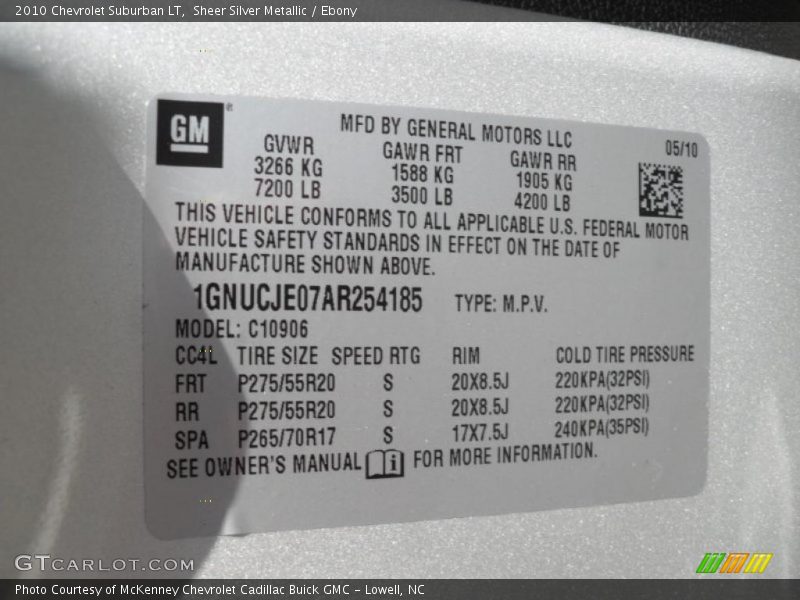 2010 Chevrolet Suburban LT, Sheer Silver Metallic / Ebony
GM ®
MFD BY GENERAL MOTORS LLC
05/10
GVWR GAWR FRT GAWR RR
3266 KG 1588 KG 1905 KG
7200 LB 3500 LB 4200 LB
THIS VEHICLE CONFORMS TO ALL APPLICABLE U.S. FEDERAL MOTOR
VEHICLE SAFETY STANDARDS IN EFFECT ON THE DATE OF
MANUFACTURE SHOWN ABOVE.
1GNUCJE07AR254185 TYPE: M.P.V.
MODEL: C10906
CC4L TIRE SIZE SPEED RTG RIM COLD TIRE PRESSURE
FRT P275/55R20 S 20X8.5J 220KPA(32PSI)
RR P275/55R20 S 20X8.5J 220KPA(32PSI)
SPA P265/70R17 S 17X7.5J 240KPA(35PSI)
SEE OWNER'S MANUAL i FOR MORE INFORMATION.
GTCARLOT.COM
Photo Courtesy of McKenney Chevrolet Cadillac Buick GMC - Lowell, NC